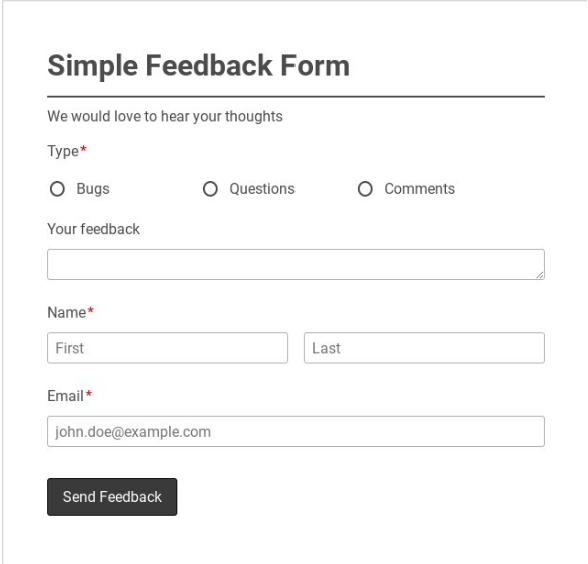 Simple Feedback Form
We would love to hear your thoughts
Type*
Bugs Questions Comments
Your feedback
Name*
First Last
Email*
john.doe@example.com
Send Feedback